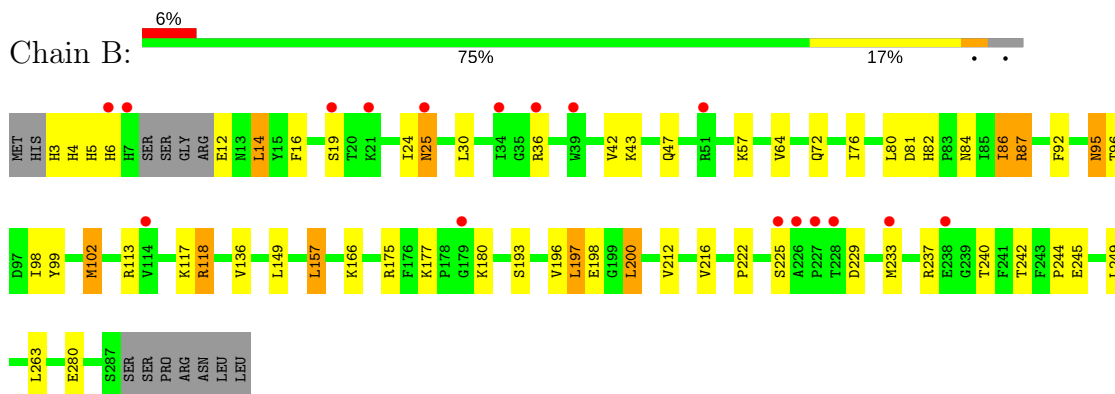 6%
Chain B:
75% 17% • •
MET HIS H3 H4 H5 H6 H7 SER SER GLY ARG E12 N13 L14 Y15 F16 S19 T20 K21 I24 N25 L30 I34 G35 R36 W39 V42 K43 Q47 R51 K57 V64 Q72 I76 L80 D81 H82 P83 N84 I85 I86 R87 F92 N95 T96
D97 I98 Y99 M102 R113 V114 K117 R118 V136 L149 L157 K166 R175 F176 K177 P178 G179 K180 S193 V196 L197 E198 G199 L200 V212 V216 P222 S225 A226 P227 T228 D229 M233 R237 E238 G239 T240 F241 T242 F243 P244 E245 L249
L263 E280 S287 SER SER PRO ARG ASN LEU LEU